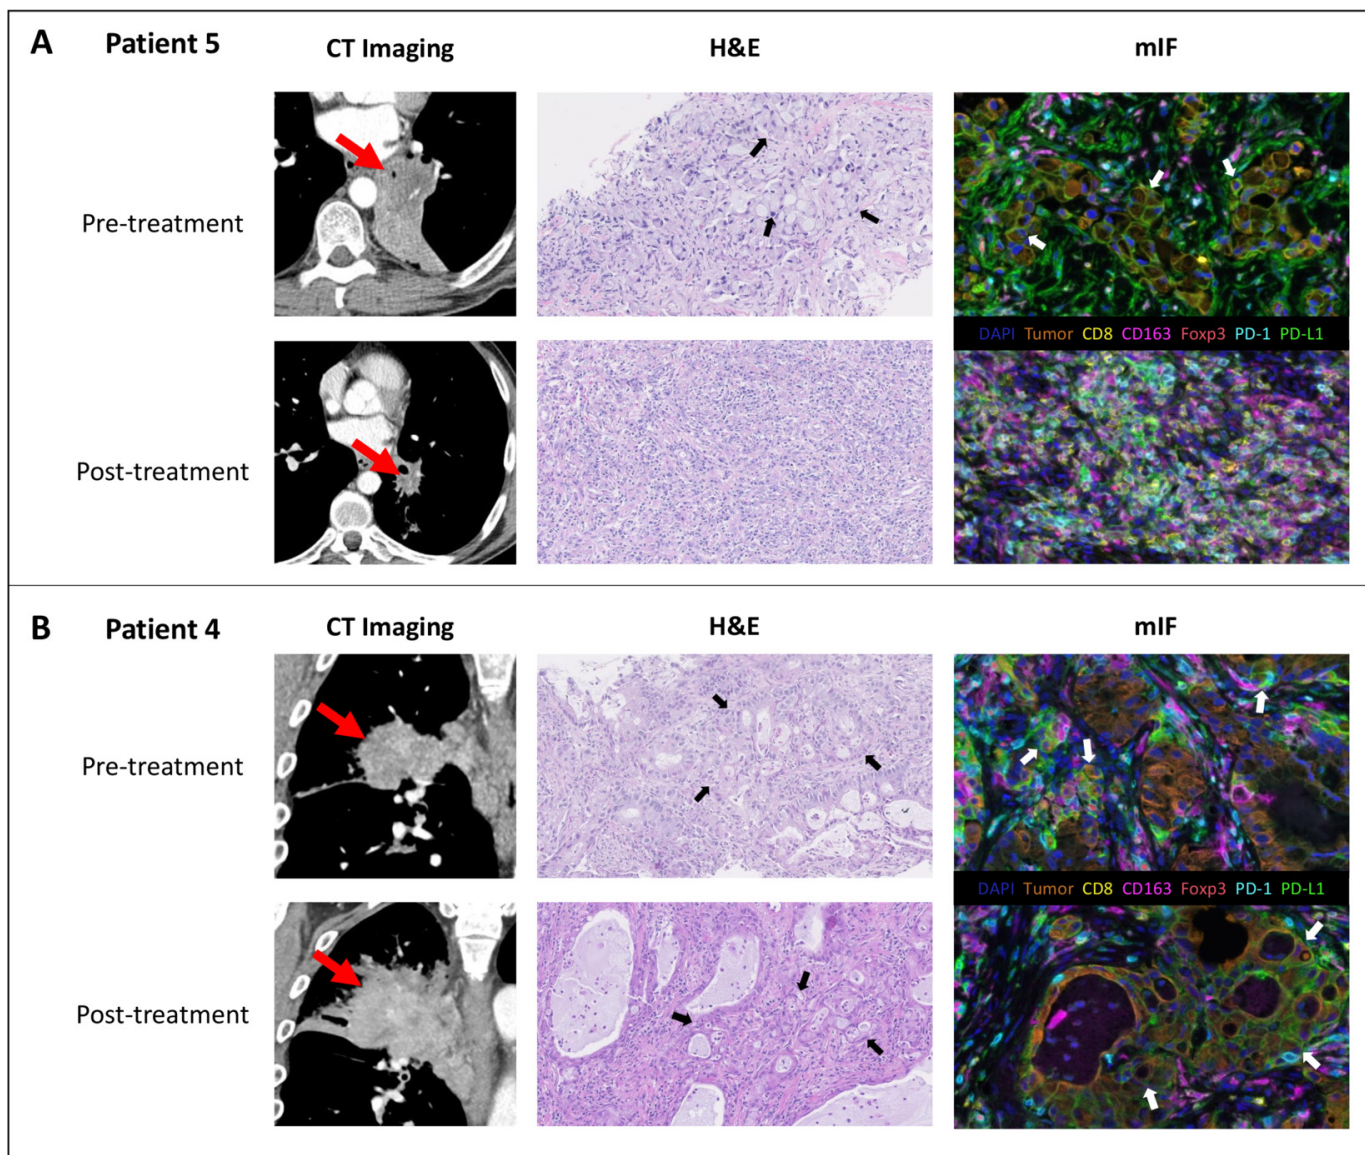 A Patient 5 CT Imaging H&E mIF
Pre-treatment
DAPI Tumor CD8 CD163 Foxp3 PD-1 PD-L1
Post-treatment
B Patient 4 CT Imaging H&E mIF
Pre-treatment
DAPI Tumor CD8 CD163 Foxp3 PD-1 PD-L1
Post-treatment